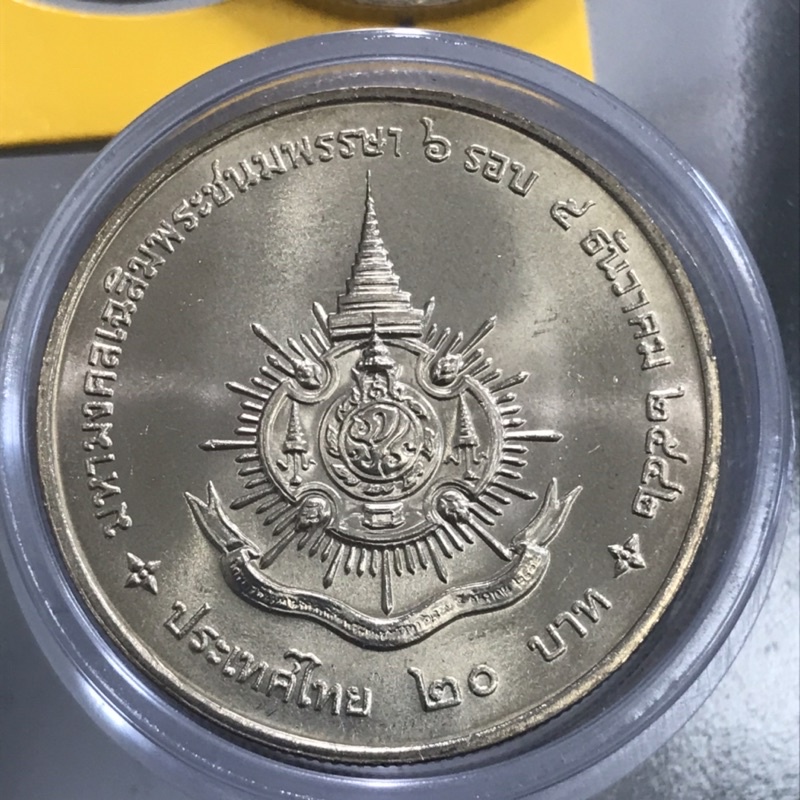 มหามงคลเฉลิมพระชนมพรรษา ๖ รอบ ๕ ธันวาคม ๒๕๔๒
ประเทศไทย ๒๐ บาท